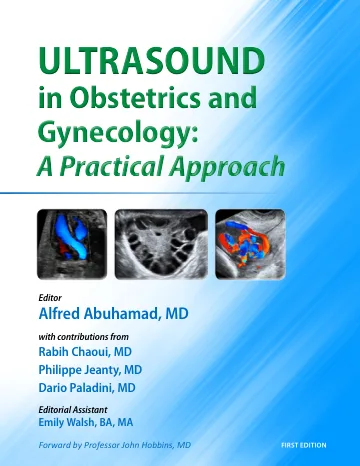 ULTRASOUND
in Obstetrics and
Gynecology:
A Practical Approach
Editor
Alfred Abuhamad, MD
with contributions from
Rabih Chaoui, MD
Philippe Jeanty, MD
Dario Paladini, MD
Editorial Assistant
Emily Walsh, BA, MA
Forward by Professor John Hobbins, MD
FIRST EDITION